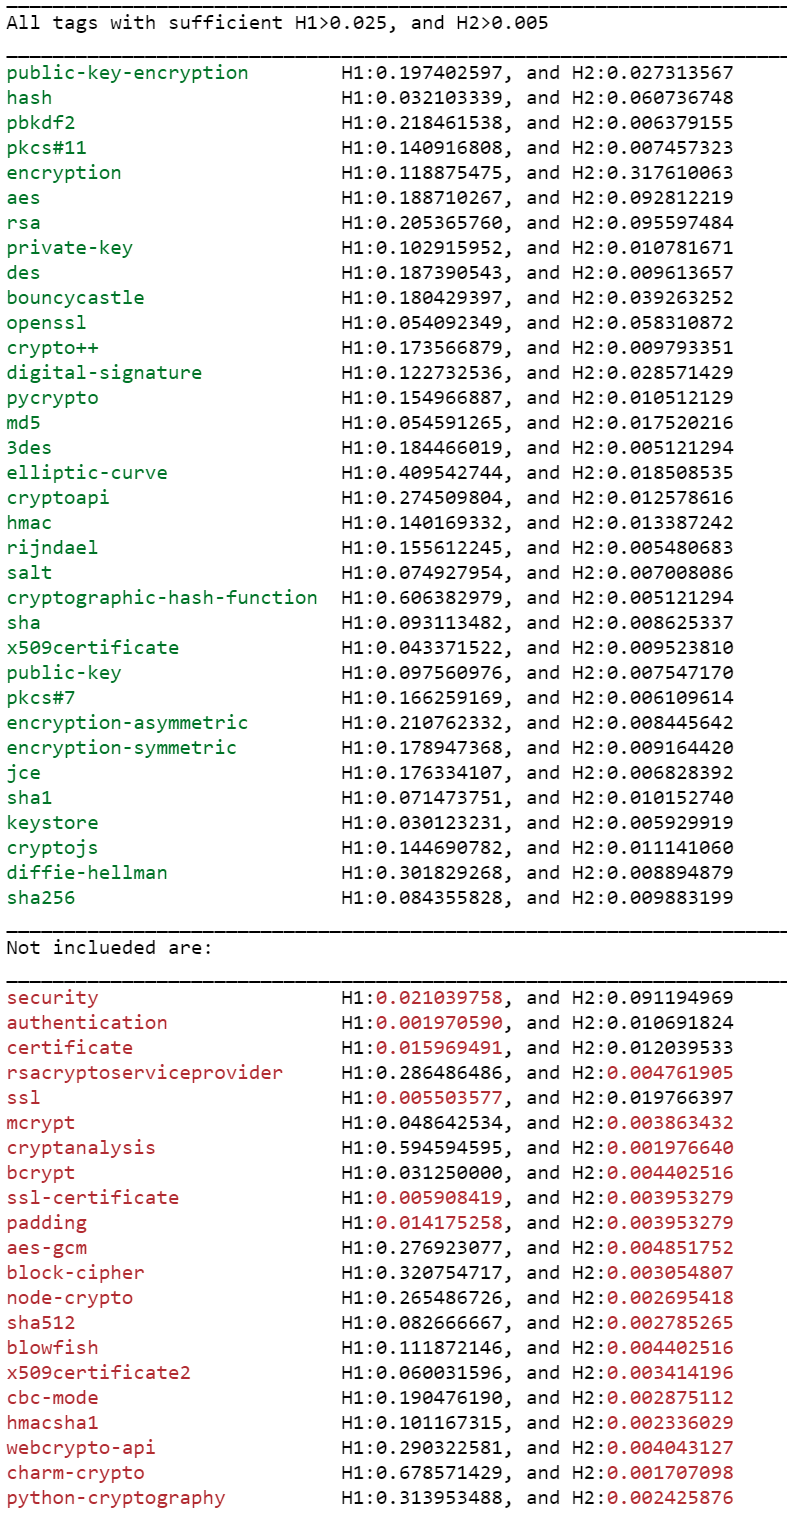 All tags with sufficient H1>0.025, and H2>0.005
public-key-encryption H1:0.197402597, and H2:0.027313567
hash H1:0.032103339, and H2:0.060736748
pbkdf2 H1:0.218461538, and H2:0.006379155
pkcs#11 H1:0.140916808, and H2:0.007457323
encryption H1:0.118875475, and H2:0.317610063
aes H1:0.188710267, and H2:0.092812219
rsa H1:0.205365760, and H2:0.095597484
private-key H1:0.102915952, and H2:0.010781671
des H1:0.187390543, and H2:0.009613657
bouncycastle H1:0.180429397, and H2:0.039263252
openssl H1:0.054092349, and H2:0.058310872
crypto++ H1:0.173566879, and H2:0.009793351
digital-signature H1:0.122732536, and H2:0.028571429
pycrypto H1:0.154966887, and H2:0.010512129
md5 H1:0.054591265, and H2:0.017520216
3des H1:0.184466019, and H2:0.005121294
elliptic-curve H1:0.409542744, and H2:0.018508535
cryptoapi H1:0.274509804, and H2:0.012578616
hmac H1:0.140169332, and H2:0.013387242
rijndael H1:0.155612245, and H2:0.005480683
salt H1:0.074927954, and H2:0.007008086
cryptographic-hash-function H1:0.606382979, and H2:0.005121294
sha H1:0.093113482, and H2:0.008625337
x509certificate H1:0.043371522, and H2:0.009523810
public-key H1:0.097560976, and H2:0.007547170
pkcs#7 H1:0.166259169, and H2:0.006109614
encryption-asymmetric H1:0.210762332, and H2:0.008445642
encryption-symmetric H1:0.178947368, and H2:0.009164420
jce H1:0.176334107, and H2:0.006828392
sha1 H1:0.071473751, and H2:0.010152740
keystore H1:0.030123231, and H2:0.005929919
cryptojs H1:0.144690782, and H2:0.011141060
diffie-hellman H1:0.301829268, and H2:0.008894879
sha256 H1:0.084355828, and H2:0.009883199
Not inclueded are:
security H1:0.021039758, and H2:0.091194969
authentication H1:0.001970590, and H2:0.010691824
certificate H1:0.015969491, and H2:0.012039533
rsacryptoserviceprovider H1:0.286486486, and H2:0.004761905
ssl H1:0.005503577, and H2:0.019766397
mcrypt H1:0.048642534, and H2:0.003863432
cryptanalysis H1:0.594594595, and H2:0.001976640
bcrypt H1:0.031250000, and H2:0.004402516
ssl-certificate H1:0.005908419, and H2:0.003953279
padding H1:0.014175258, and H2:0.003953279
aes-gcm H1:0.276923077, and H2:0.004851752
block-cipher H1:0.320754717, and H2:0.003054807
node-crypto H1:0.265486726, and H2:0.002695418
sha512 H1:0.082666667, and H2:0.002785265
blowfish H1:0.111872146, and H2:0.004402516
x509certificate2 H1:0.060031596, and H2:0.003414196
cbc-mode H1:0.190476190, and H2:0.002875112
hmacsha1 H1:0.101167315, and H2:0.002336029
webcrypto-api H1:0.290322581, and H2:0.004043127
charm-crypto H1:0.678571429, and H2:0.001707098
python-cryptography H1:0.313953488, and H2:0.002425876